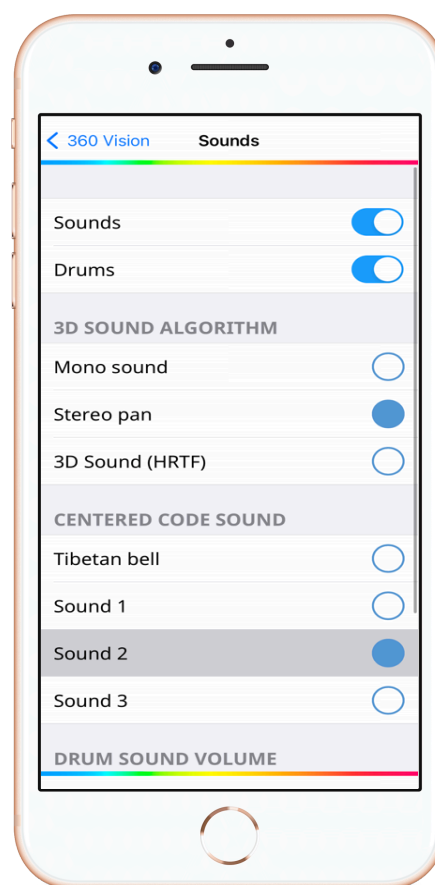 360 Vision Sounds
Sounds
Drums
3D SOUND ALGORITHM
Mono sound
Stereo pan
3D Sound (HRTF)
CENTERED CODE SOUND
Tibetan bell
Sound 1
Sound 2
Sound 3
DRUM SOUND VOLUME